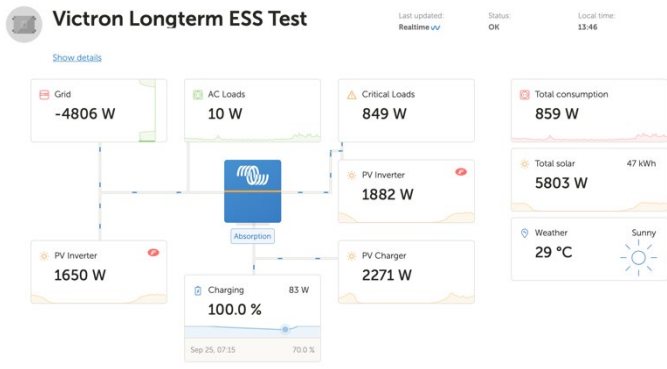 Victron Longterm ESS Test
Last updated:
Realtime
Status:
OK
Local time:
13:46
Show details
Grid
-4806 W
AC Loads
10 W
Critical Loads
849 W
Total consumption
859 W
PV Inverter
1882 W
Total solar
47 kWh
5803 W
Absorption
Weather
Sunny
29 °C
PV Inverter
1650 W
Charging
83 W
100.0 %
PV Charger
2271 W
Sep 25, 07:15
70.0 %